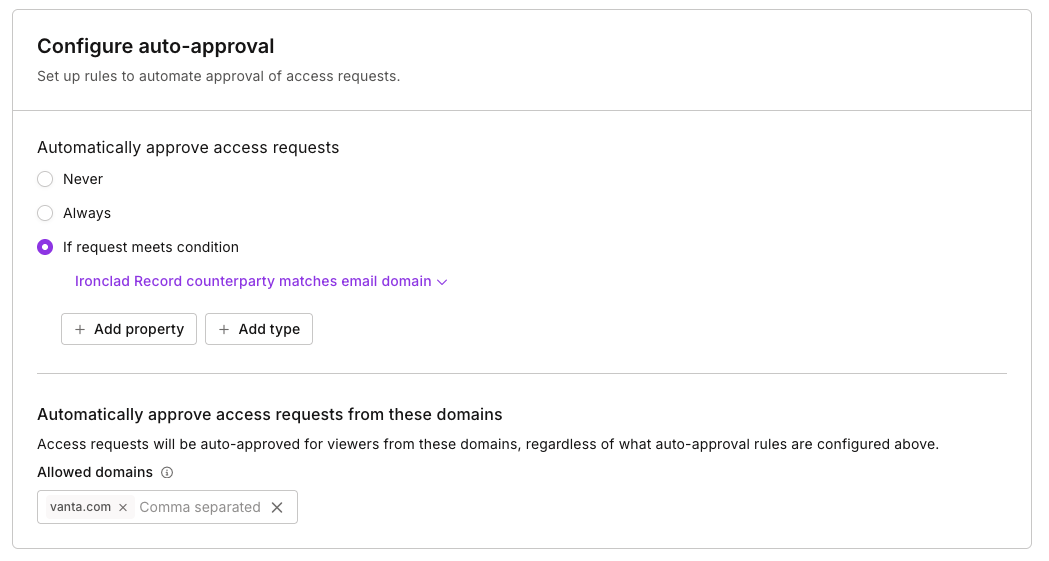 Configure auto-approval
Set up rules to automate approval of access requests.
Automatically approve access requests
Never
Always
If request meets condition
Ironclad Record counterparty matches email domain
+ Add property + Add type
Automatically approve access requests from these domains
Access requests will be auto-approved for viewers from these domains, regardless of what auto-approval rules are configured above.
Allowed domains
vanta.com Comma separated